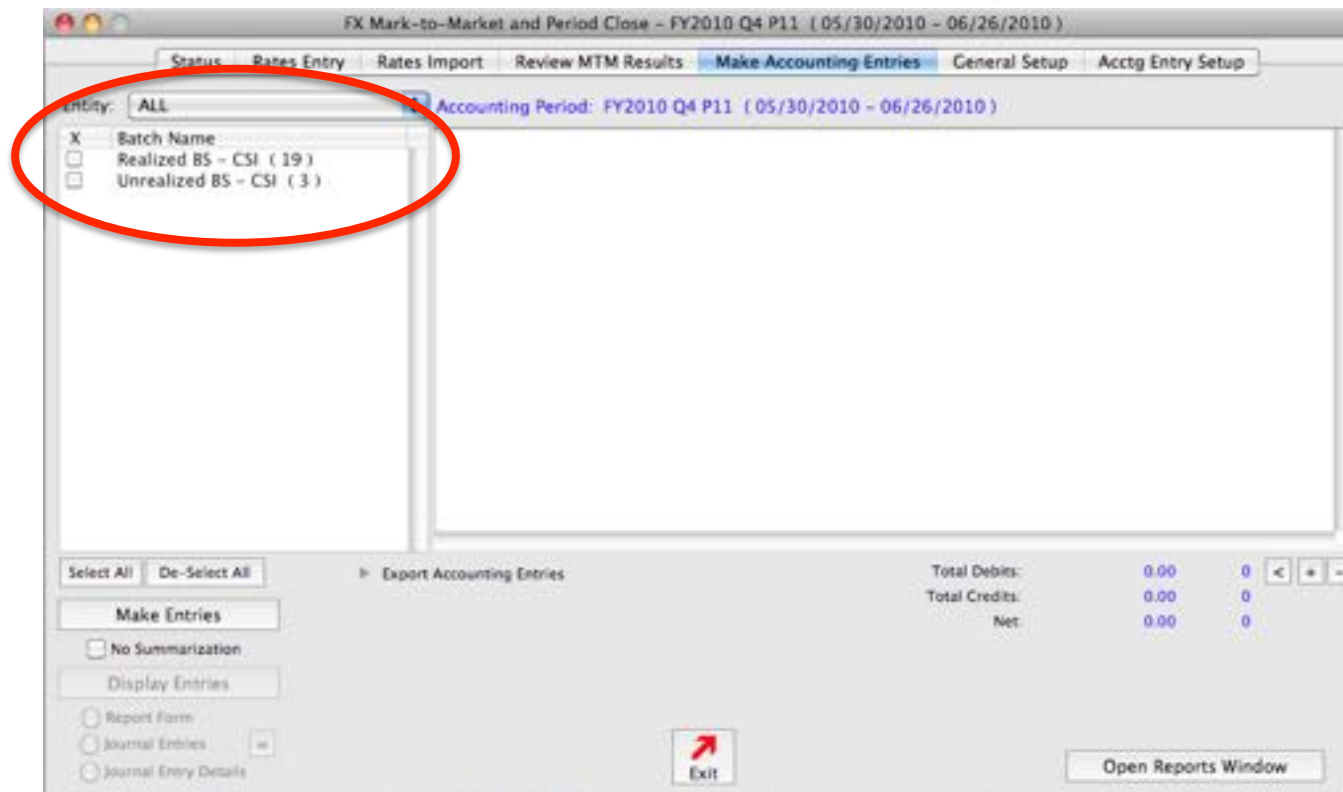 FX Mark-to-Market and Period Close - FY2010 Q4 P11 ( 05/30/2010 - 06/26/2010 )
Status Rates Entry Rates Import Review MTM Results Make Accounting Entries General Setup Acctg Entry Setup
Entity: ALL Accounting Period: FY2010 Q4 P11 ( 05/30/2010 - 06/26/2010 )
X Batch Name
Realized BS - CSI ( 19 )
Unrealized BS - CSI ( 3 )
Select All De-Select All Export Accounting Entries Total Debits: 0.00 0 < + -
Make Entries Total Credits: 0.00 0
Net: 0.00 0
No Summarization
Display Entries
Report Form
Journal Entries =
Journal Entry Details
Exit
Open Reports Window